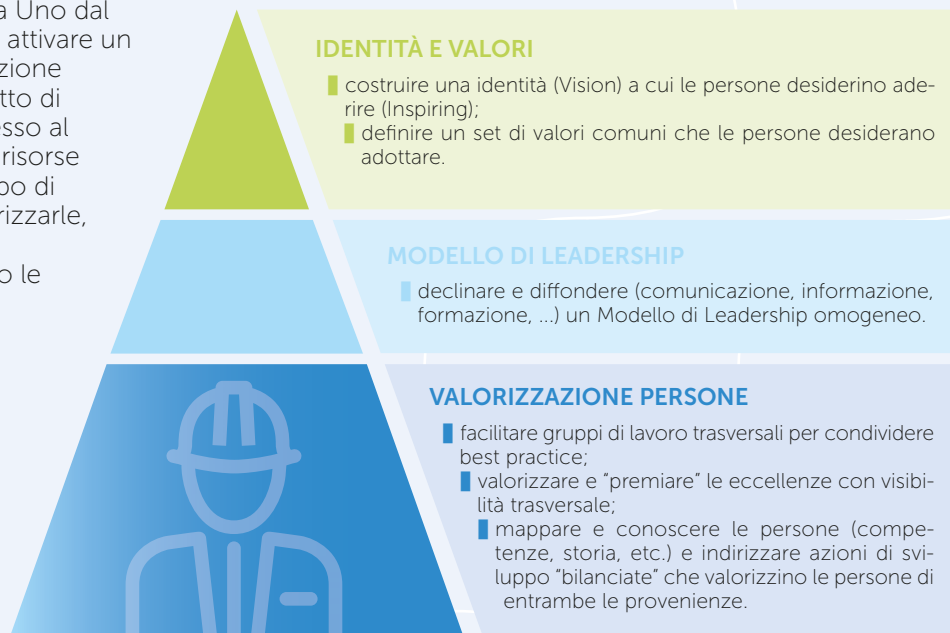 a Uno dal
attivare un
zione
tto di
esso al
risorse
po di
rizzarle,
o le
IDENTITÀ E VALORI
costruire una identità (Vision) a cui le persone desiderino ade-
rire (Inspiring);
definire un set di valori comuni che le persone desiderano
adottare.
MODELLO DI LEADERSHIP
declinare e diffondere (comunicazione, informazione,
formazione, ...) un Modello di Leadership omogeneo.
VALORIZZAZIONE PERSONE
facilitare gruppi di lavoro trasversali per condividere
best practice;
valorizzare e “premiare” le eccellenze con visibi-
lità trasversale;
mappare e conoscere le persone (compe-
tenze, storia, etc.) e indirizzare azioni di svi-
luppo “bilanciate” che valorizzino le persone di
entrambe le provenienze.